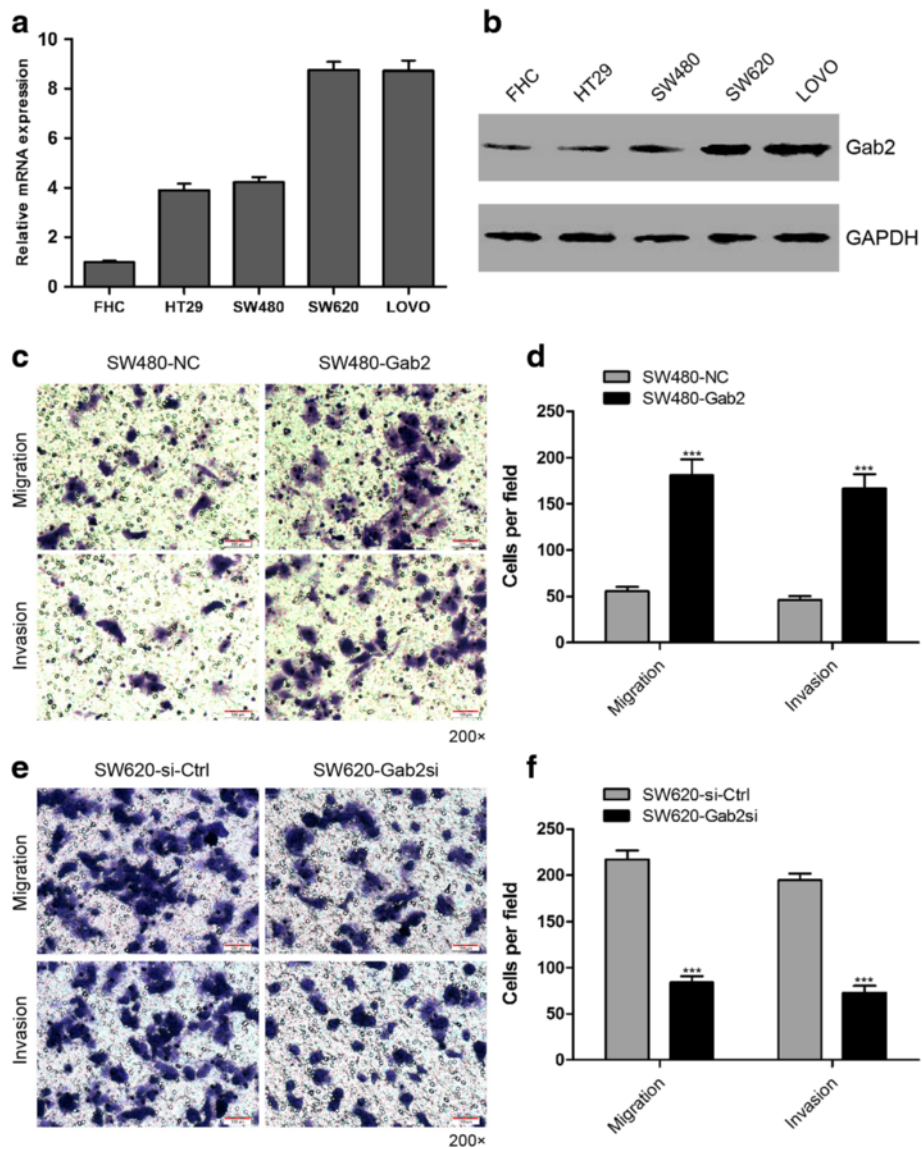 a
Relative mRNA expression
10
8
6
4
2
0
FHC HT29 SW480 SW620 LOVO
b
FHC HT29 SW480 SW620 LOVO
Gab2
GAPDH
c
SW480-NC SW480-Gab2
Migration
Invasion
200×
d
SW480-NC
SW480-Gab2
Cells per field
250
200
150
100
50
0
*** ***
Migration Invasion
e
SW620-si-Ctrl SW620-Gab2si
Migration
Invasion
200×
f
SW620-si-Ctrl
SW620-Gab2si
Cells per field
250
200
150
100
50
0
*** ***
Migration Invasion